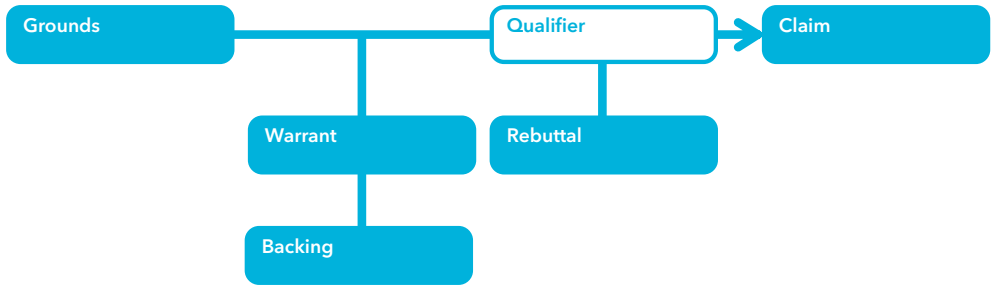 Grounds
Qualifier
Claim
Warrant
Rebuttal
Backing